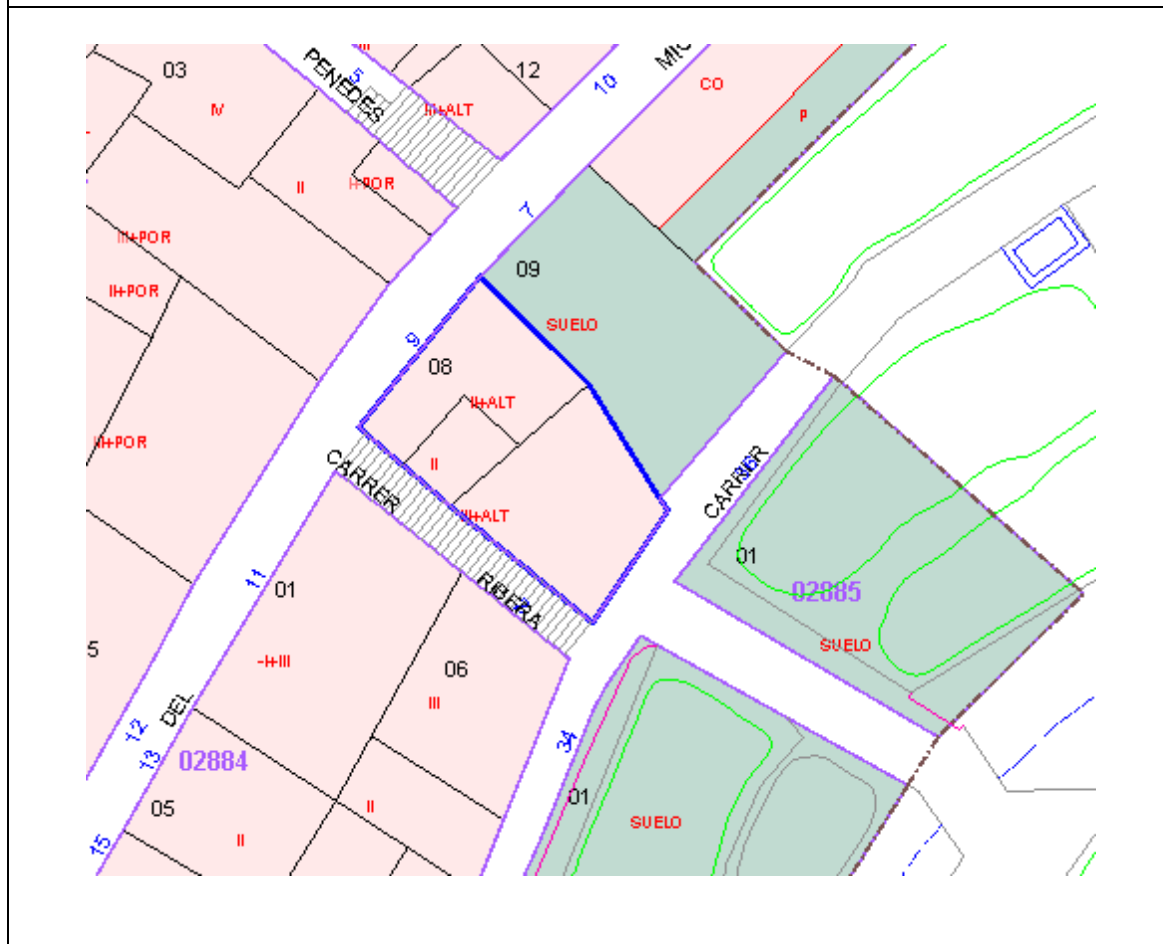 III
PENEDES
5
03
IV
12
II+ALT
10
MIC
CO
P
II
I+POR
7
III+POR
II+POR
09
SUELO
9
08
II+ALT
III+POR
CARRER
II
III+ALT
CARRER
01
02885
SUELO
11
01
RIBERA
5
-I+III
06
III
DEL
12
13
02884
34
05
II
II
15
01
SUELO